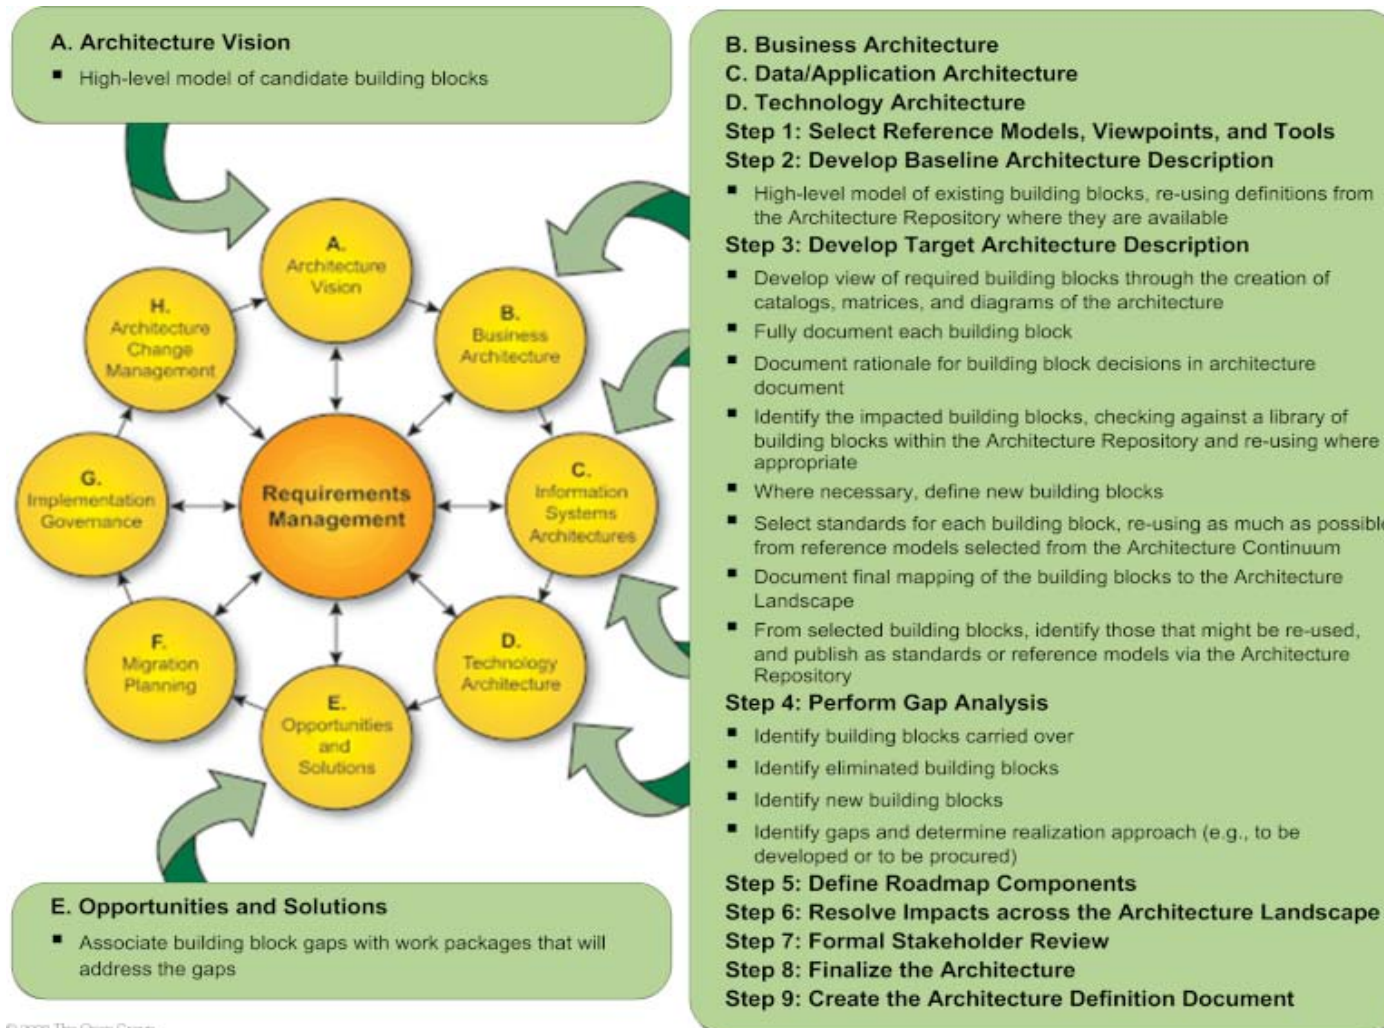 A. Architecture Vision
▪ High-level model of candidate building blocks
A.
Architecture
Vision
B.
Business
Architecture
C.
Information
Systems
Architectures
D.
Technology
Architecture
E.
Opportunities
and
Solutions
F.
Migration
Planning
G.
Implementation
Governance
H.
Architecture
Change
Management
Requirements
Management
E. Opportunities and Solutions
▪ Associate building block gaps with work packages that will
address the gaps
B. Business Architecture
C. Data/Application Architecture
D. Technology Architecture
Step 1: Select Reference Models, Viewpoints, and Tools
Step 2: Develop Baseline Architecture Description
▪ High-level model of existing building blocks, re-using definitions from
the Architecture Repository where they are available
Step 3: Develop Target Architecture Description
▪ Develop view of required building blocks through the creation of
catalogs, matrices, and diagrams of the architecture
▪ Fully document each building block
▪ Document rationale for building block decisions in architecture
document
▪ Identify the impacted building blocks, checking against a library of
building blocks within the Architecture Repository and re-using where
appropriate
▪ Where necessary, define new building blocks
▪ Select standards for each building block, re-using as much as possible
from reference models selected from the Architecture Continuum
▪ Document final mapping of the building blocks to the Architecture
Landscape
▪ From selected building blocks, identify those that might be re-used,
and publish as standards or reference models via the Architecture
Repository
Step 4: Perform Gap Analysis
▪ Identify building blocks carried over
▪ Identify eliminated building blocks
▪ Identify new building blocks
▪ Identify gaps and determine realization approach (e.g., to be
developed or to be procured)
Step 5: Define Roadmap Components
Step 6: Resolve Impacts across the Architecture Landscape
Step 7: Formal Stakeholder Review
Step 8: Finalize the Architecture
Step 9: Create the Architecture Definition Document